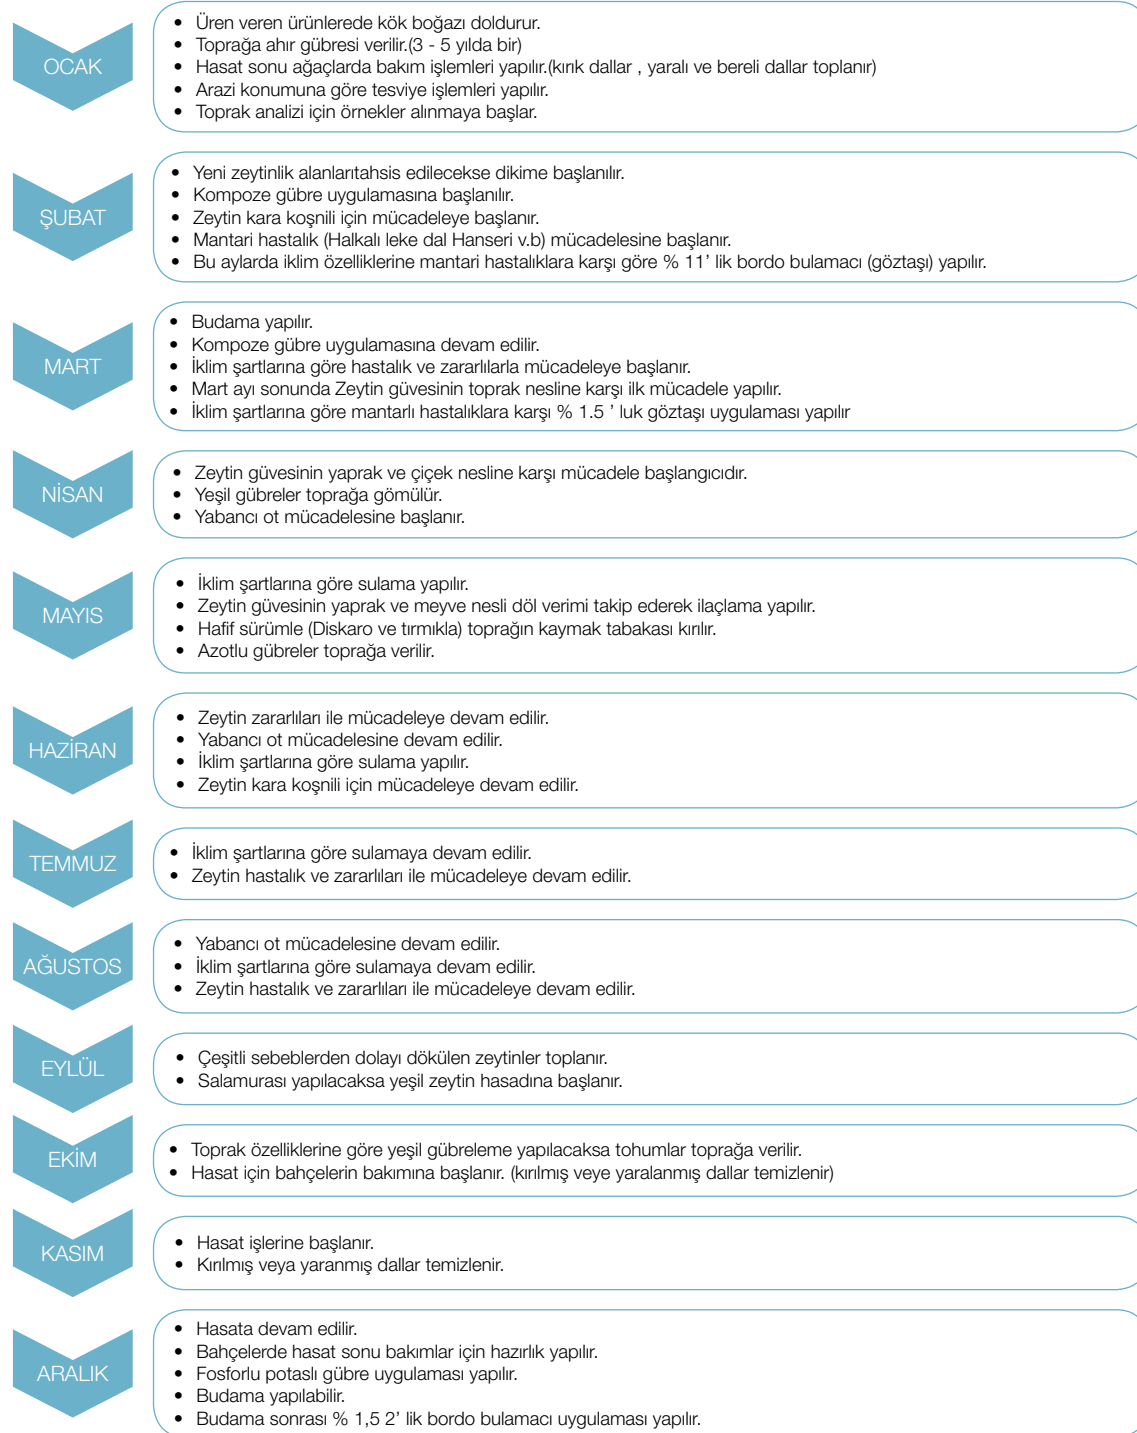 OCAK
• Üren veren ürünlerede kök boğazı doldurur.
• Toprağa ahır gübresi verilir.(3 - 5 yılda bir)
• Hasat sonu ağaçlarda bakım işlemleri yapılır.(kırık dallar , yaralı ve bereli dallar toplanır)
• Arazi konumuna göre tesviye işlemleri yapılır.
• Toprak analizi için örnekler alınmaya başlar.
ŞUBAT
• Yeni zeytinlik alanlarıtahsis edilecekse dikime başlanılır.
• Kompoze gübre uygulamasına başlanılır.
• Zeytin kara koşnili için mücadeleye başlanır.
• Mantari hastalık (Halkalı leke dal Hanseri v.b) mücadelesine başlanır.
• Bu aylarda iklim özelliklerine mantari hastalıklara karşı göre % 11’ lik bordo bulamacı (göztaşı) yapılır.
MART
• Budama yapılır.
• Kompoze gübre uygulamasına devam edilir.
• İklim şartlarına göre hastalık ve zararlılarla mücadeleye başlanır.
• Mart ayı sonunda Zeytin güvesinin toprak nesline karşı ilk mücadele yapılır.
• İklim şartlarına göre mantarlı hastalıklara karşı % 1.5 ’ luk göztaşı uygulaması yapılır
NİSAN
• Zeytin güvesinin yaprak ve çiçek nesline karşı mücadele başlangıcıdır.
• Yeşil gübreler toprağa gömülür.
• Yabancı ot mücadelesine başlanır.
MAYIS
• İklim şartlarına göre sulama yapılır.
• Zeytin güvesinin yaprak ve meyve nesli döl verimi takip ederek ilaçlama yapılır.
• Hafif sürümle (Diskaro ve tırmıkla) toprağın kaymak tabakası kırılır.
• Azotlu gübreler toprağa verilir.
HAZİRAN
• Zeytin zararlıları ile mücadeleye devam edilir.
• Yabancı ot mücadelesine devam edilir.
• İklim şartlarına göre sulama yapılır.
• Zeytin kara koşnili için mücadeleye devam edilir.
TEMMUZ
• İklim şartlarına göre sulamaya devam edilir.
• Zeytin hastalık ve zararlıları ile mücadeleye devam edilir.
AĞUSTOS
• Yabancı ot mücadelesine devam edilir.
• İklim şartlarına göre sulamaya devam edilir.
• Zeytin hastalık ve zararlıları ile mücadeleye devam edilir.
EYLÜL
• Çeşitli sebeblerden dolayı dökülen zeytinler toplanır.
• Salamurası yapılacaksa yeşil zeytin hasadına başlanır.
EKİM
• Toprak özelliklerine göre yeşil gübreleme yapılacaksa tohumlar toprağa verilir.
• Hasat için bahçelerin bakımına başlanır. (kırılmış veye yaralanmış dallar temizlenir)
KASIM
• Hasat işlerine başlanır.
• Kırılmış veya yaranmış dallar temizlenir.
ARALIK
• Hasata devam edilir.
• Bahçelerde hasat sonu bakımlar için hazırlık yapılır.
• Fosforlu potaslı gübre uygulaması yapılır.
• Budama yapılabilir.
• Budama sonrası % 1,5 2’ lik bordo bulamacı uygulaması yapılır.